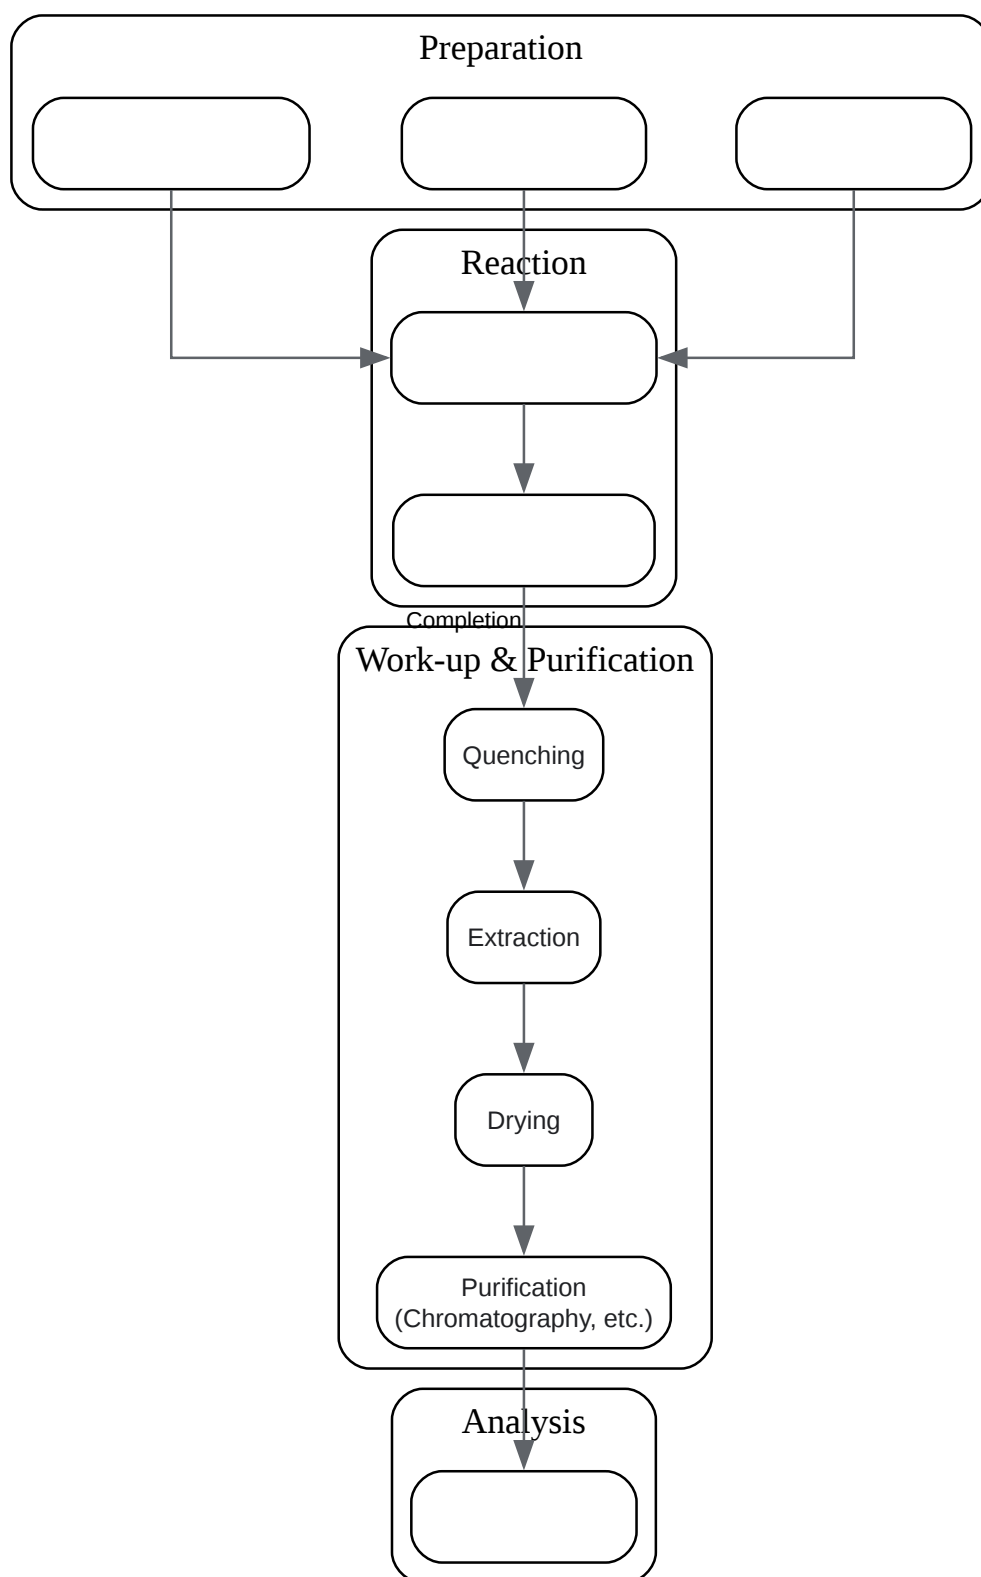 Preparation
Reaction
Completion
Work-up & Purification
Quenching
Extraction
Drying
Purification
(Chromatography, etc.)
Analysis